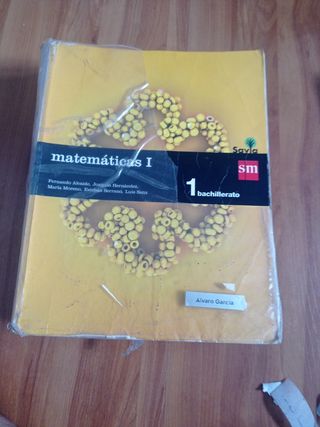 matemáticas I
Fernando Alcaide, Joaquín Hernández,
María Moreno, Esteban Serrano, Luis Sanz
1 bachillerato
Savia
sm
Alvaro García